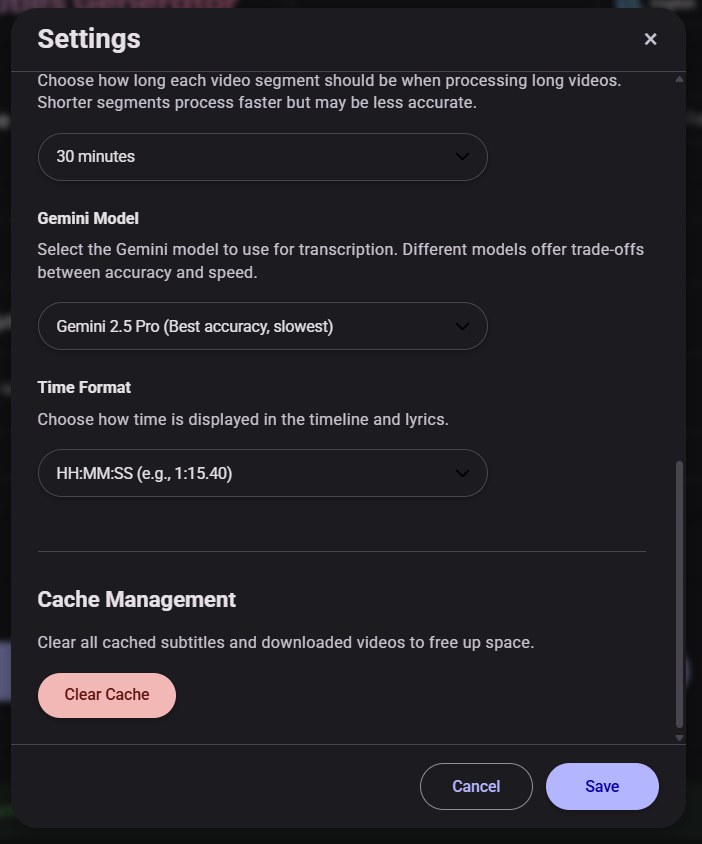 Settings
×
Choose how long each video segment should be when processing long videos.
Shorter segments process faster but may be less accurate.
30 minutes
Gemini Model
Select the Gemini model to use for transcription. Different models offer trade-offs
between accuracy and speed.
Gemini 2.5 Pro (Best accuracy, slowest)
Time Format
Choose how time is displayed in the timeline and lyrics.
HH:MM:SS (e.g., 1:15.40)
Cache Management
Clear all cached subtitles and downloaded videos to free up space.
Clear Cache
Cancel
Save